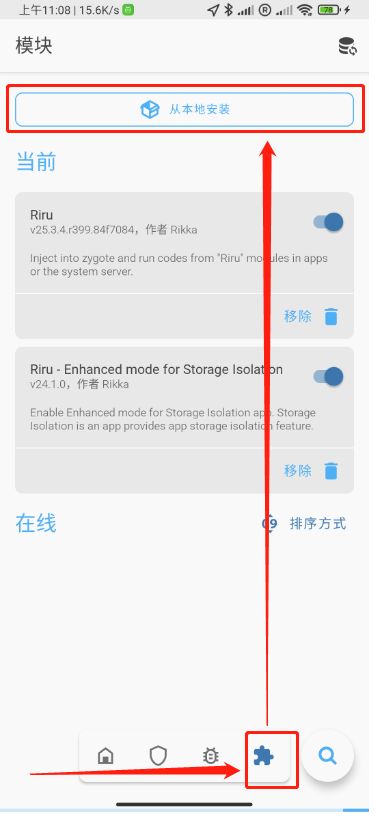 上午11:08 | 15.6K/s
78
模块
从本地安装
当前
Riru
v25.3.4.r399.84f7084，作者 Rikka
Inject into zygote and run codes from "Riru" modules in apps
or the system server.
移除
Riru - Enhanced mode for Storage Isolation
v24.1.0，作者 Rikka
Enable Enhanced mode for Storage Isolation app. Storage
Isolation is an app provides app storage isolation feature.
移除
在线
排序方式